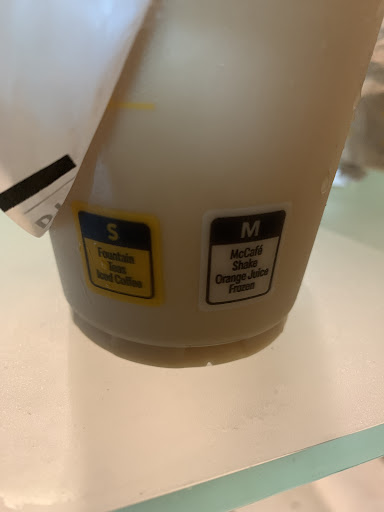 S
Fountain
Teas
Iced Coffee
M
McCafé
Shake
Orange Juice
Frozen